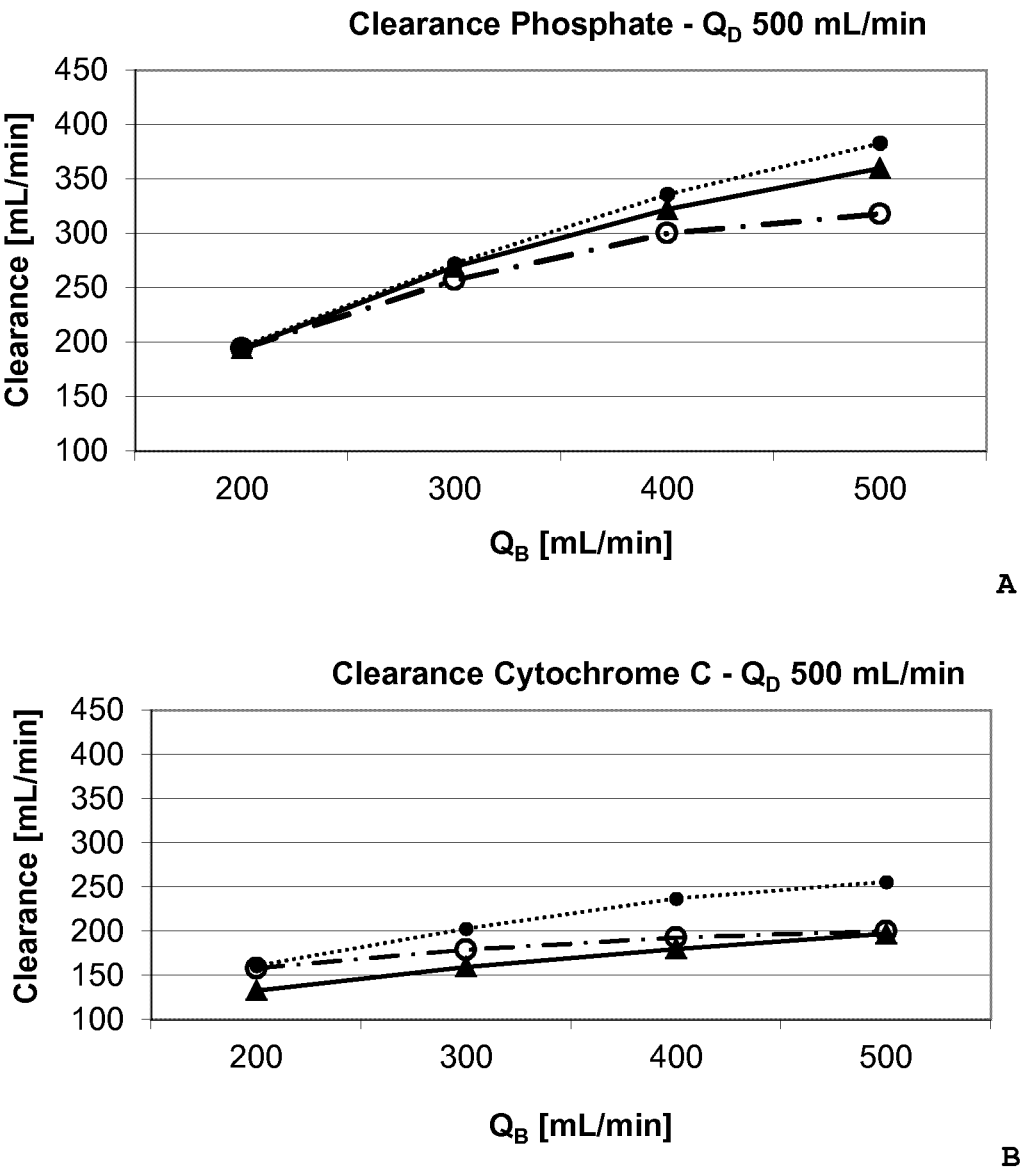 Clearance Phosphate - QD 500 mL/min
450
400
350
300
250
200
150
100
Clearance [mL/min]
200 300 400 500
QB [mL/min]
A
Clearance Cytochrome C - QD 500 mL/min
450
400
350
300
250
200
150
100
Clearance [mL/min]
200 300 400 500
QB [mL/min]
B